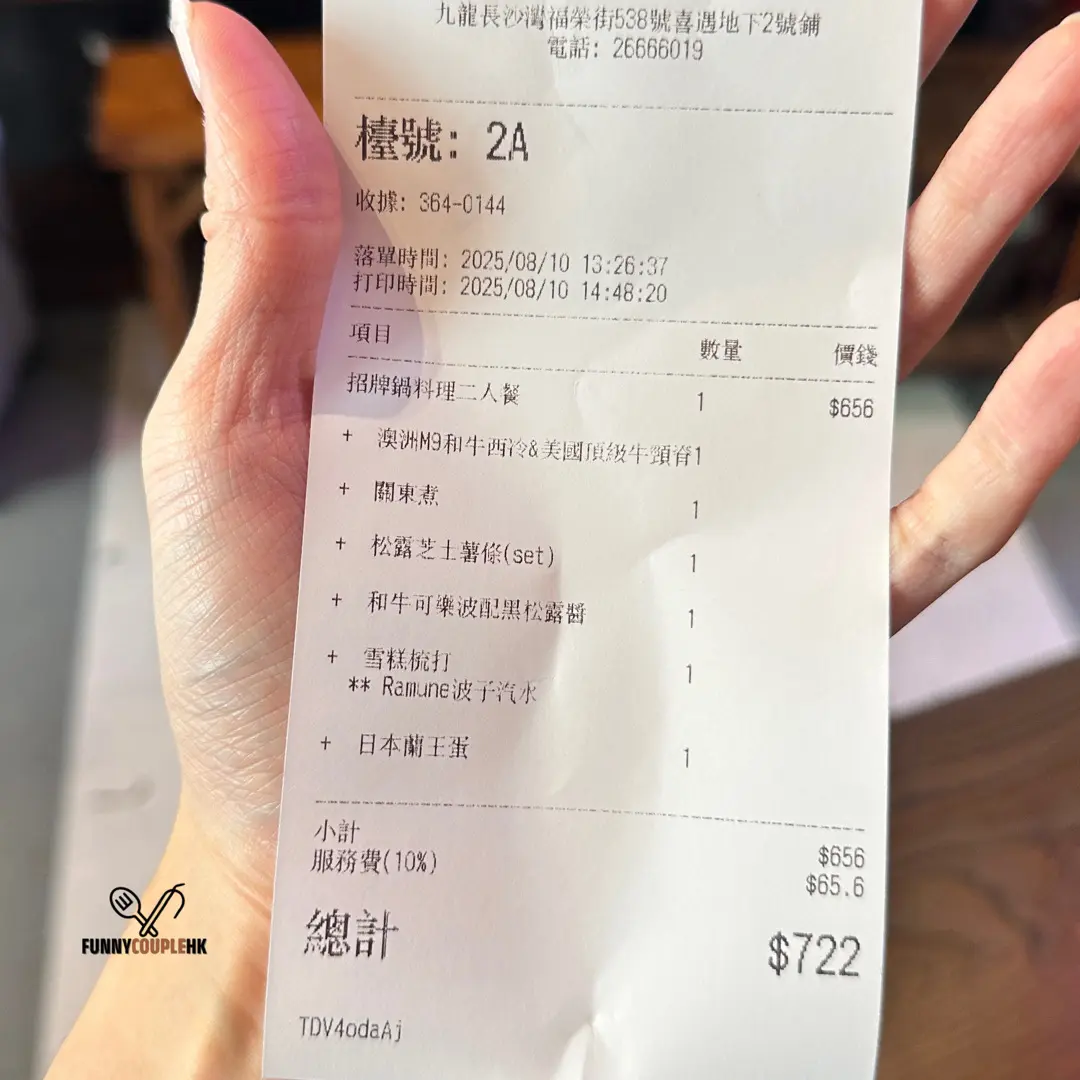 九龍長沙灣福榮街538號喜遇地下2號鋪
電話: 26666019
檯號: 2A
收據: 364-0144
落單時間: 2025/08/10 13:26:37
打印時間: 2025/08/10 14:48:20
項目 數量 價錢
招牌鍋料理二人餐 1 $656
+ 澳洲M9和牛西冷&美國頂級牛頸脊1
+ 關東煮 1
+ 松露芝士薯條(set) 1
+ 和牛可樂波配黑松露醬 1
+ 雪糕梳打 1
** Ramune波子汽水
+ 日本蘭王蛋 1
小計 $656
服務費(10%) $65.6
總計 $722
TDV4odaAj
FUNNYCOUPLEHK